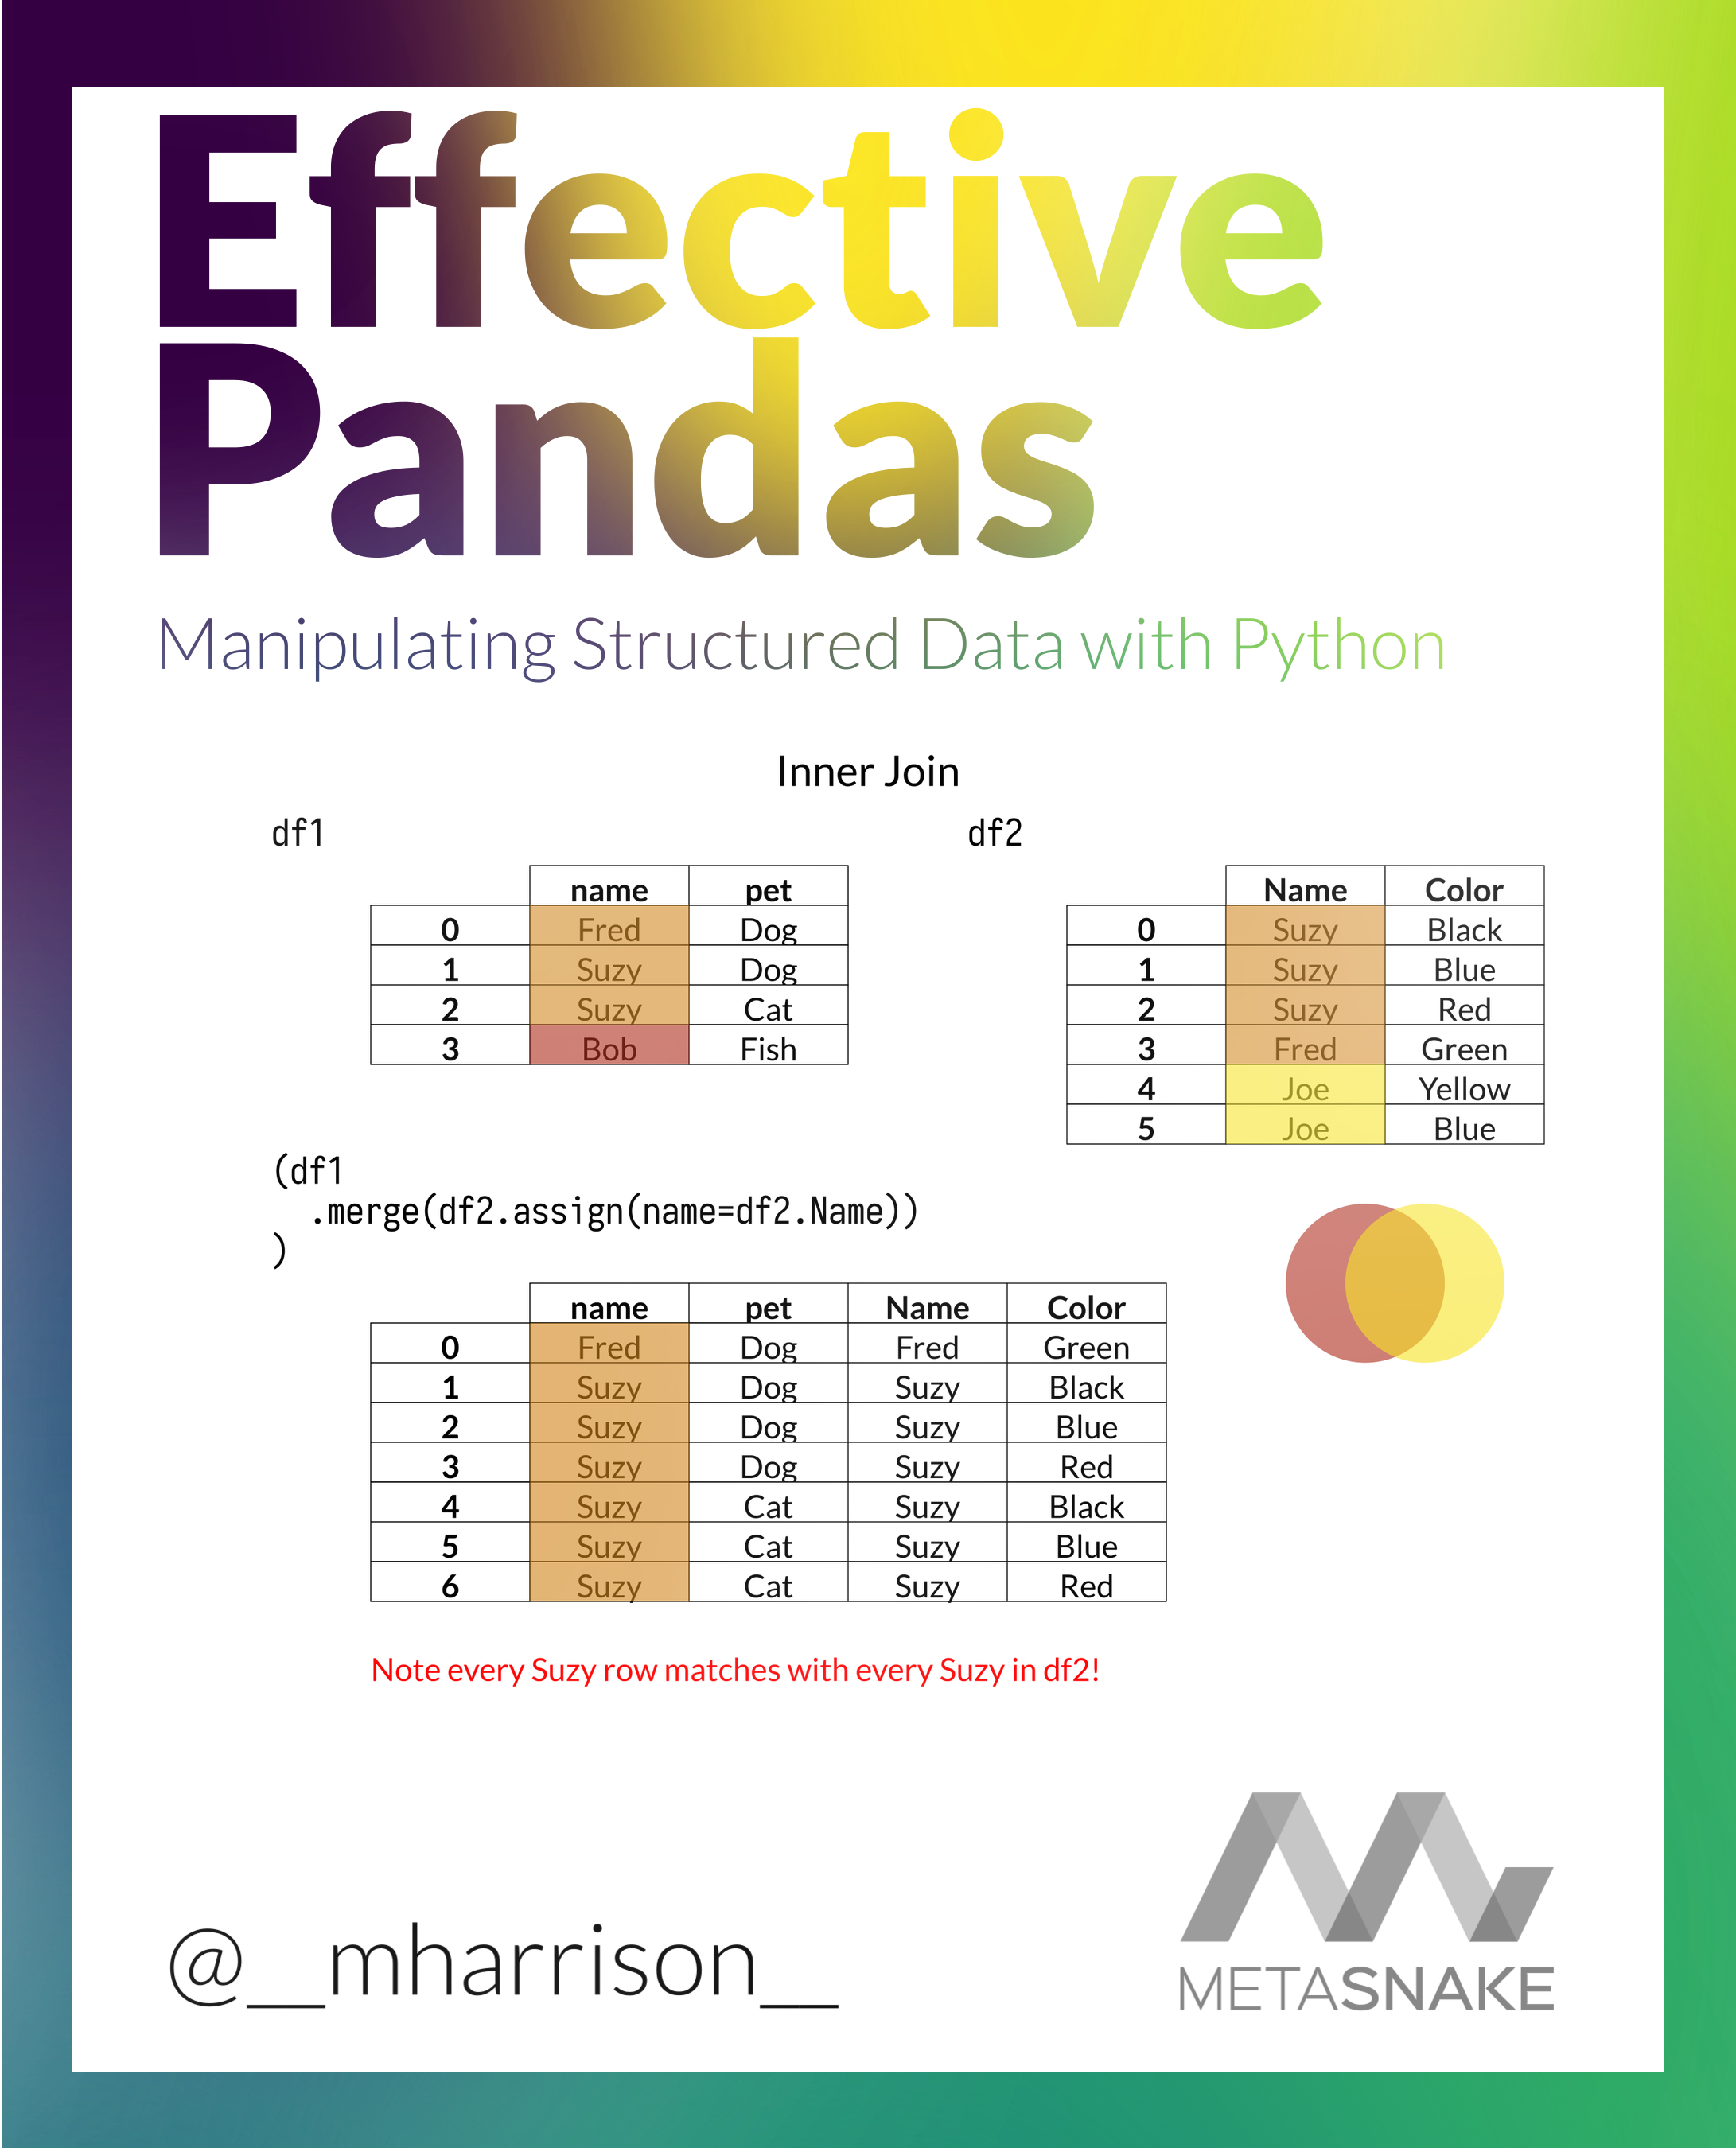 Effective
Pandas
Manipulating Structured Data with Python
Inner Join
df1
name pet
0 Fred Dog
1 Suzy Dog
2 Suzy Cat
3 Bob Fish
df2
Name Color
0 Suzy Black
1 Suzy Blue
2 Suzy Red
3 Fred Green
4 Joe Yellow
5 Joe Blue
(df1
.merge(df2.assign(name=df2.Name))
)
name pet Name Color
0 Fred Dog Fred Green
1 Suzy Dog Suzy Black
2 Suzy Dog Suzy Blue
3 Suzy Dog Suzy Red
4 Suzy Cat Suzy Black
5 Suzy Cat Suzy Blue
6 Suzy Cat Suzy Red
Note every Suzy row matches with every Suzy in df2!
@__mharrison__
METASNAKE